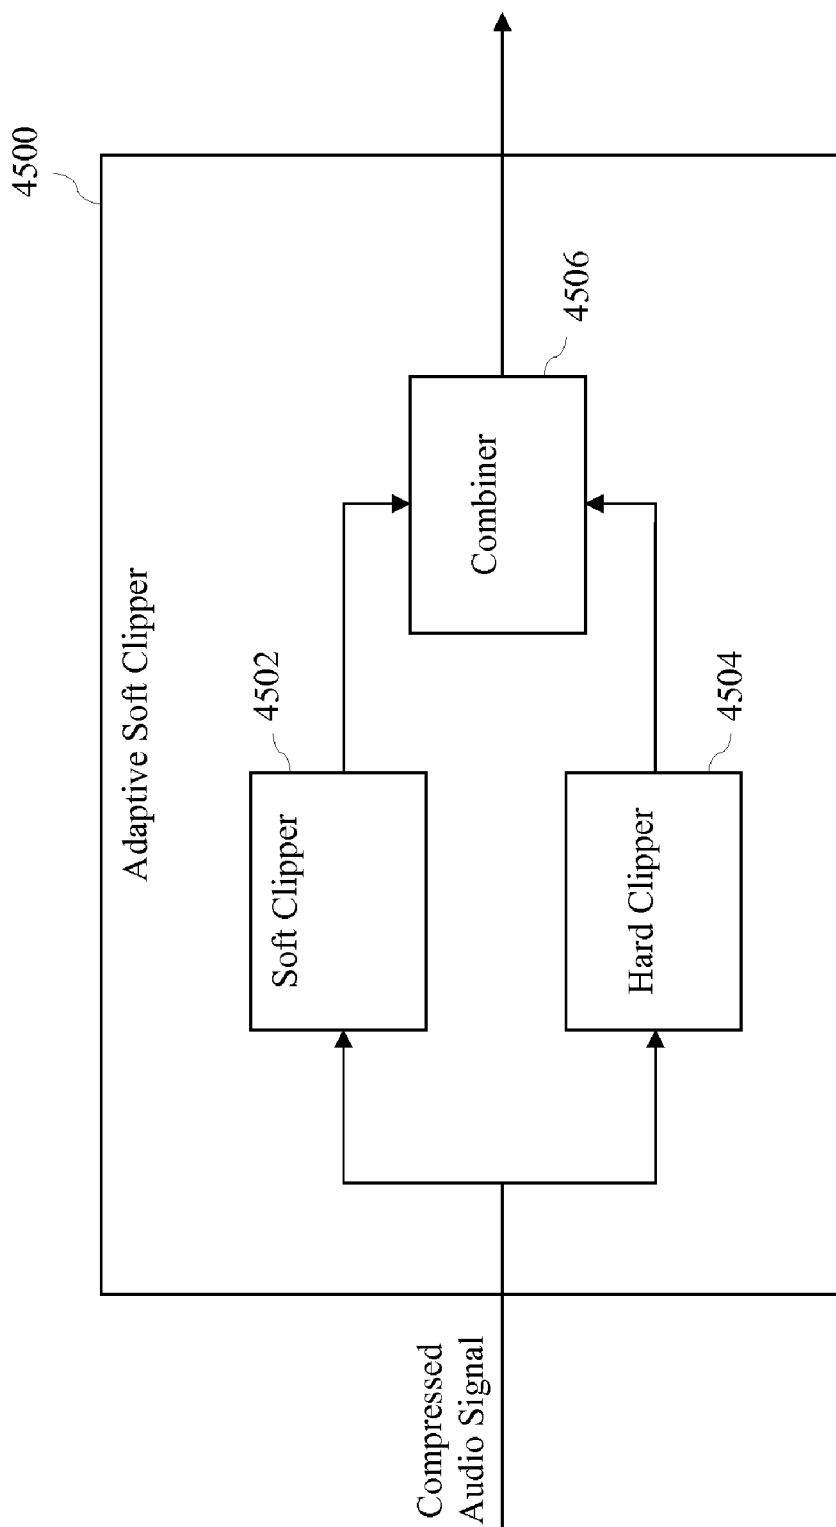 4500
Adaptive Soft Clipper
4502
Soft Clipper
4506
Combiner
4504
Hard Clipper
Compressed
Audio Signal